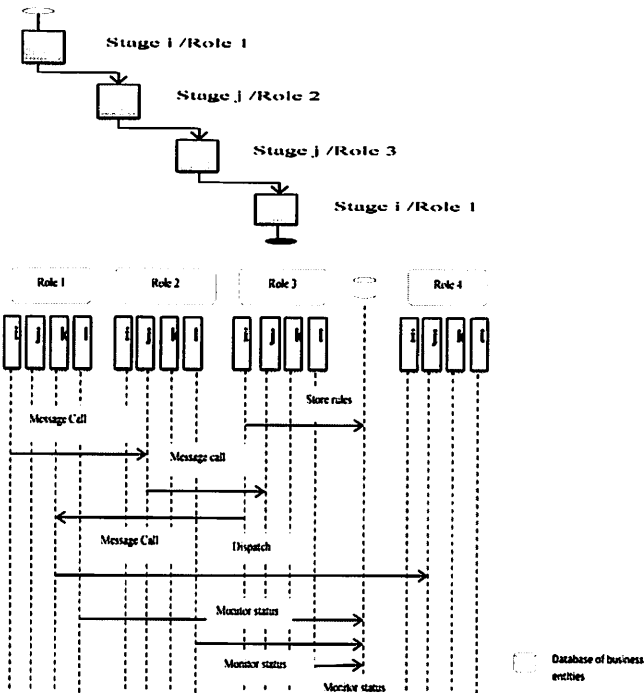 Stage i /Role 1
Stage j /Role 2
Stage j /Role 3
Stage i /Role 1
Role 1
Role 2
Role 3
Role 4
i j k l
i j k l
i j k l
i j k l
Store rules
Message Call
Message call
Message Call
Dispatch
Monitor status
Monitor status
Monitor status
Database of business
entities